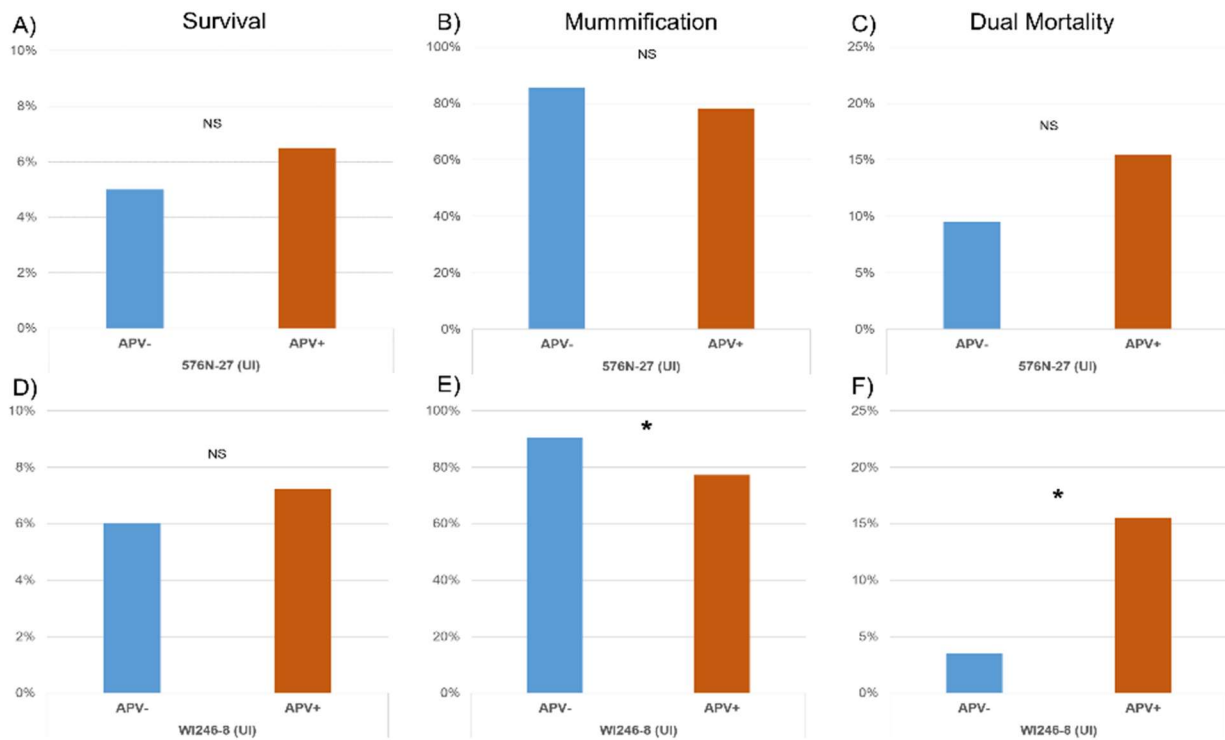 A) Survival
10%
8%
NS
6%
4%
2%
0%
APV- APV+
576N-27 (UI)
B) Mummification
100%
NS
80%
60%
40%
20%
0%
APV- APV+
576N-27 (UI)
C) Dual Mortality
25%
20%
NS
15%
10%
5%
0%
APV- APV+
576N-27 (UI)
D)
10%
NS
8%
6%
4%
2%
0%
APV- APV+
WI246-8 (UI)
E)
100%
*
80%
60%
40%
20%
0%
APV- APV+
WI246-8 (UI)
F)
25%
20%
*
15%
10%
5%
0%
APV- APV+
WI246-8 (UI)